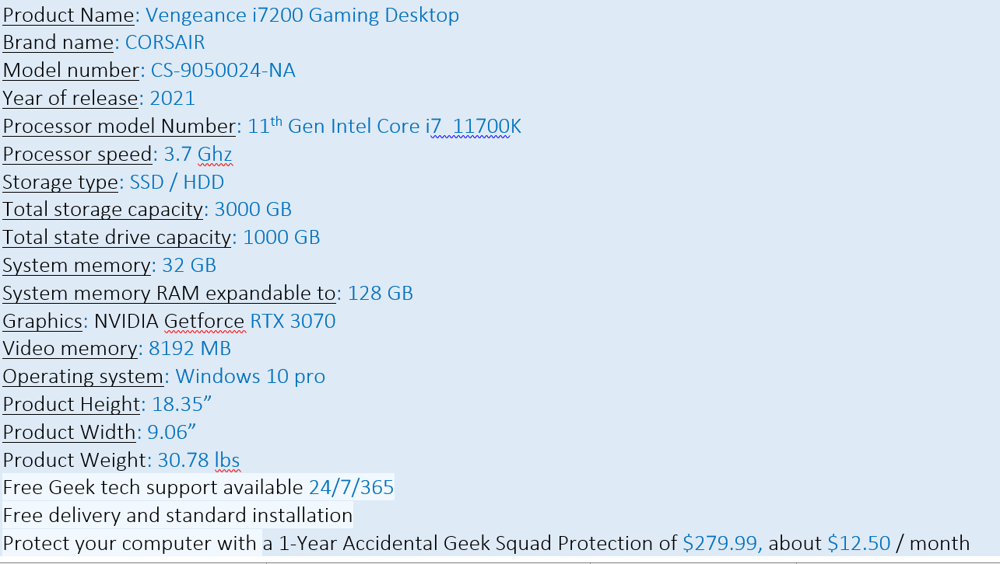 Product Name: Vengeance i7200 Gaming Desktop
Brand name: CORSAIR
Model number: CS-9050024-NA
Year of release: 2021
Processor model Number: 11th Gen Intel Core i7 11700K
Processor speed: 3.7 Ghz
Storage type: SSD / HDD
Total storage capacity: 3000 GB
Total state drive capacity: 1000 GB
System memory: 32 GB
System memory RAM expandable to: 128 GB
Graphics: NVIDIA Getforce RTX 3070
Video memory: 8192 MB
Operating system: Windows 10 pro
Product Height: 18.35”
Product Width: 9.06”
Product Weight: 30.78 lbs
Free Geek tech support available 24/7/365
Free delivery and standard installation
Protect your computer with a 1-Year Accidental Geek Squad Protection of $279.99, about $12.50 / month